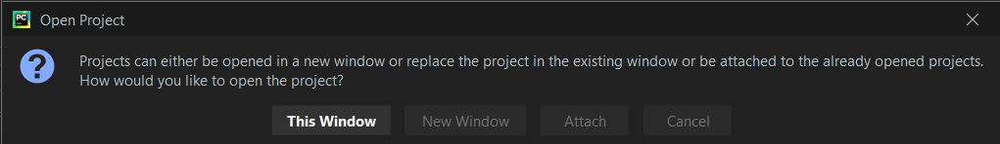 PC
Open Project
Projects can either be opened in a new window or replace the project in the existing window or be attached to the already opened projects.
How would you like to open the project?
This Window New Window Attach Cancel